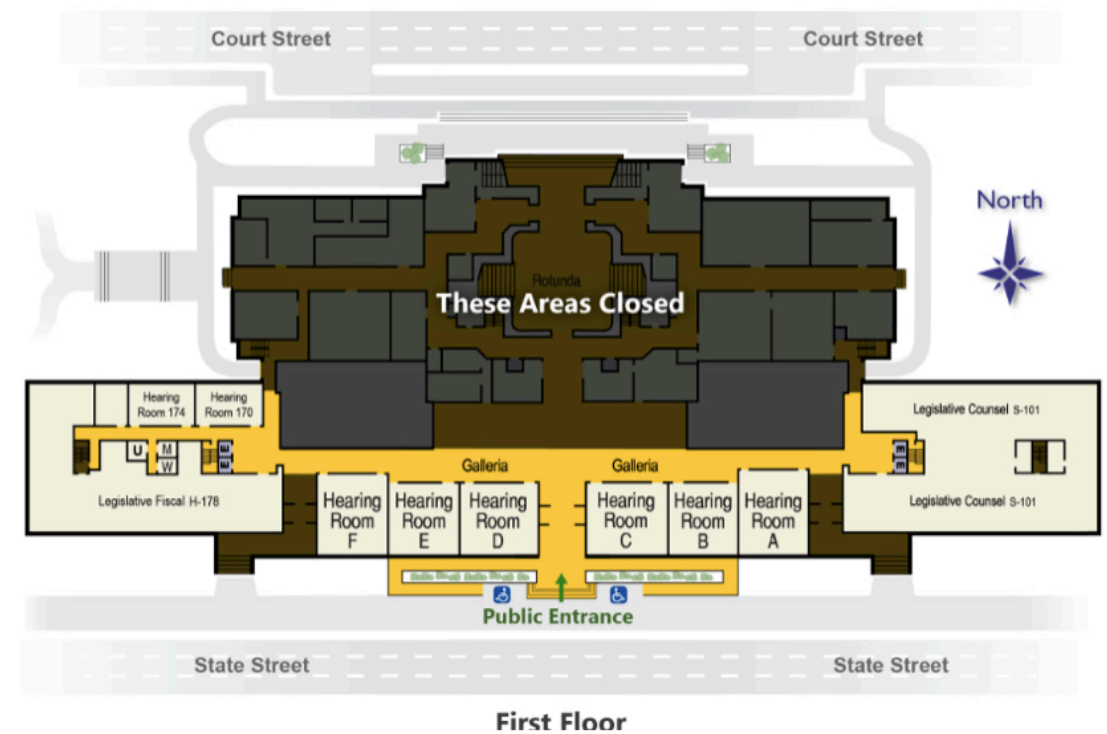 Court Street
Court Street
North
Rotunda
These Areas Closed
Hearing
Room 174
Hearing
Room 170
Legislative Counsel S-101
U
M
W
E
E
E
E
Galleria
Galleria
Legislative Fiscal H-178
Legislative Counsel S-101
Hearing
Room
F
Hearing
Room
E
Hearing
Room
D
Hearing
Room
C
Hearing
Room
B
Hearing
Room
A
Public Entrance
State Street
State Street
First Floor